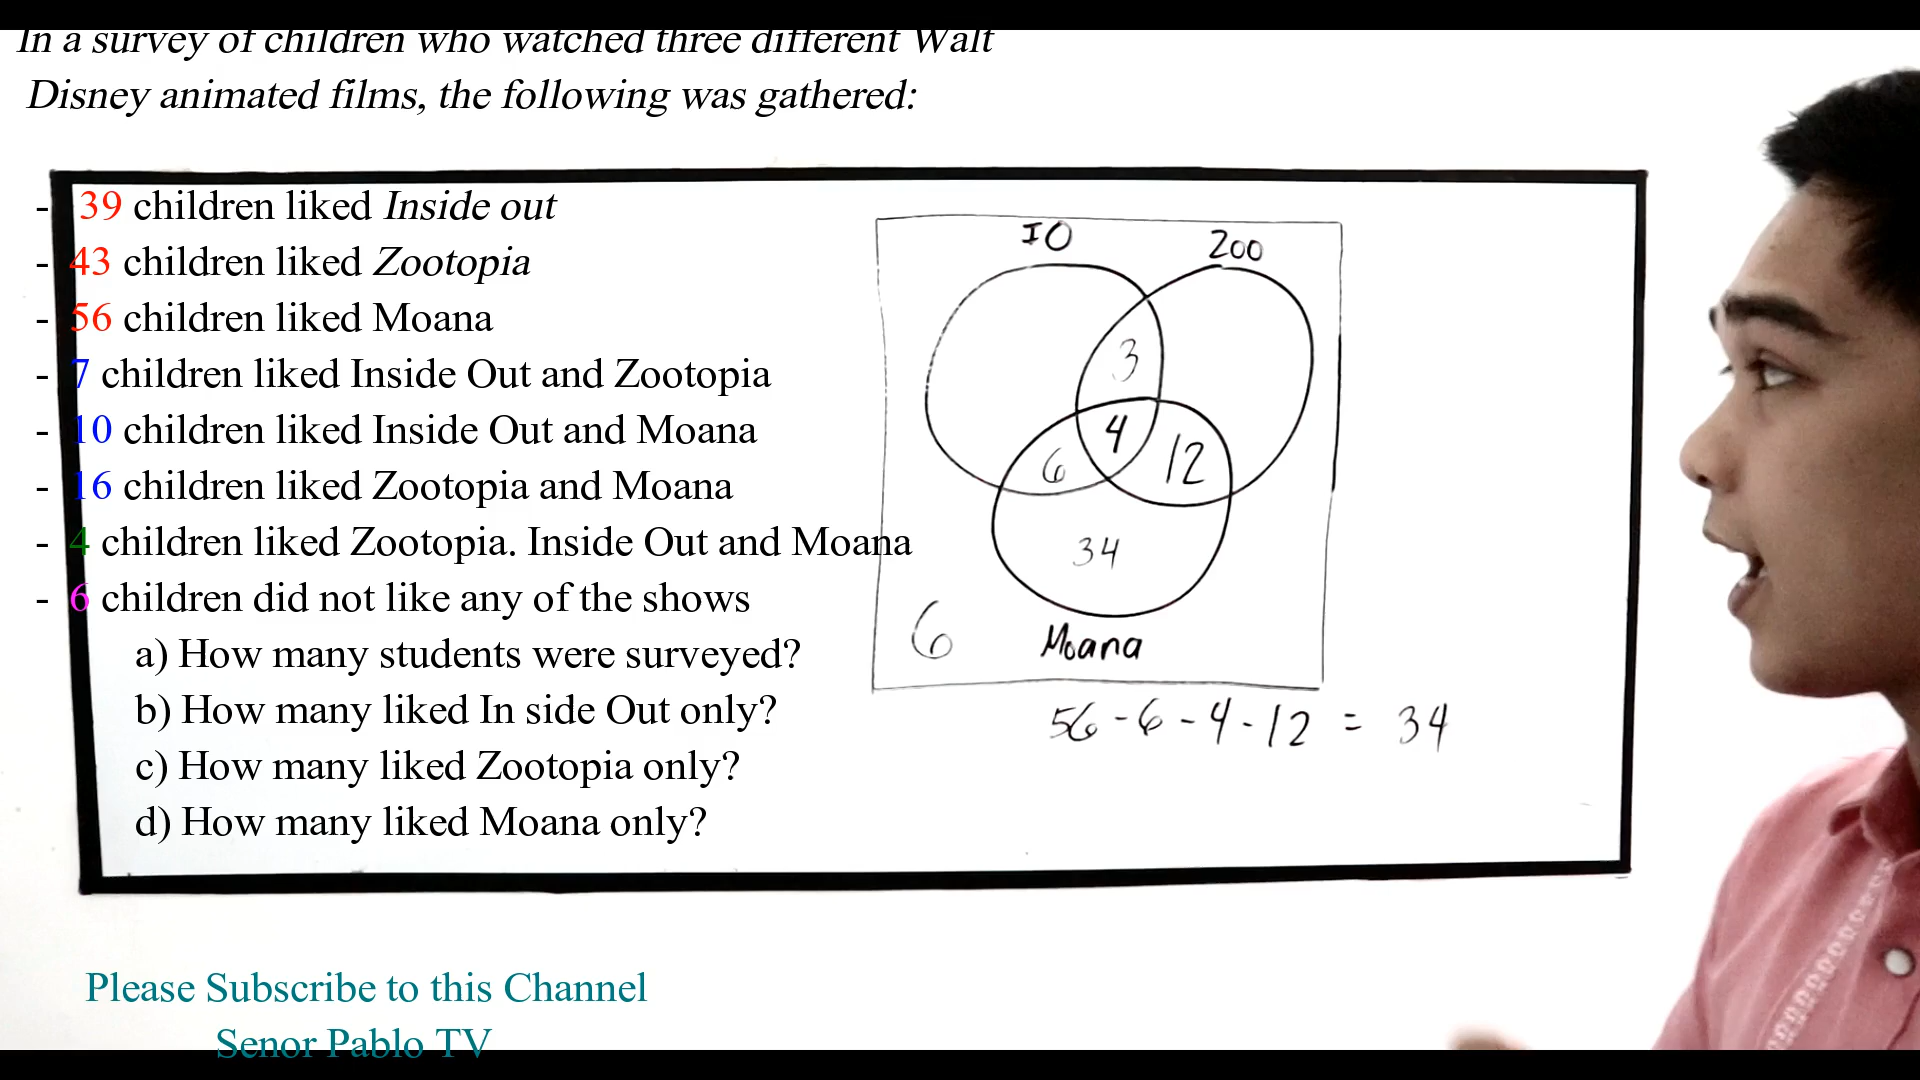 In a survey of children who watched three different Walt
Disney animated films, the following was gathered:
- 39 children liked Inside out
- 43 children liked Zootopia
- 56 children liked Moana
- 7 children liked Inside Out and Zootopia
- 10 children liked Inside Out and Moana
- 16 children liked Zootopia and Moana
- 4 children liked Zootopia. Inside Out and Moana
- 6 children did not like any of the shows
a) How many students were surveyed?
b) How many liked In side Out only?
c) How many liked Zootopia only?
d) How many liked Moana only?
IO
Zoo
3
4
6
12
34
6
Moana
56 - 6 - 4 - 12 = 34
Please Subscribe to this Channel
Senor Pablo TV